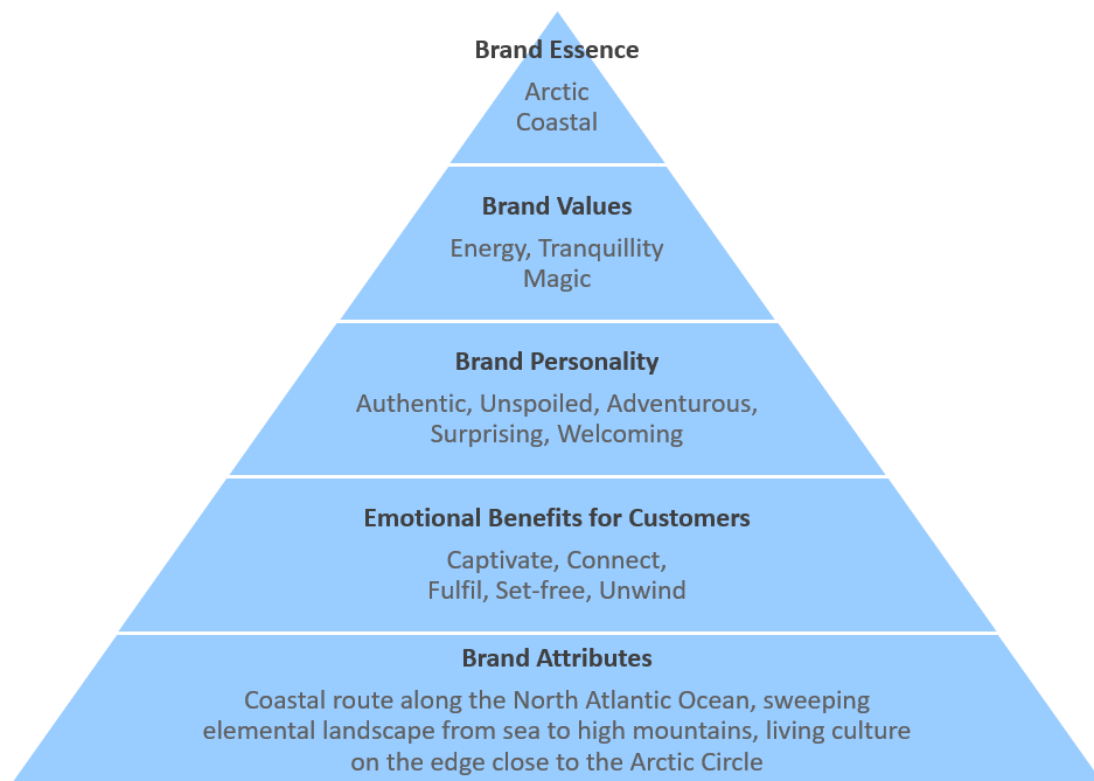 Brand Essence
Arctic
Coastal
Brand Values
Energy, Tranquillity
Magic
Brand Personality
Authentic, Unspoiled, Adventurous,
Surprising, Welcoming
Emotional Benefits for Customers
Captivate, Connect,
Fulfil, Set-free, Unwind
Brand Attributes
Coastal route along the North Atlantic Ocean, sweeping
elemental landscape from sea to high mountains, living culture
on the edge close to the Arctic Circle